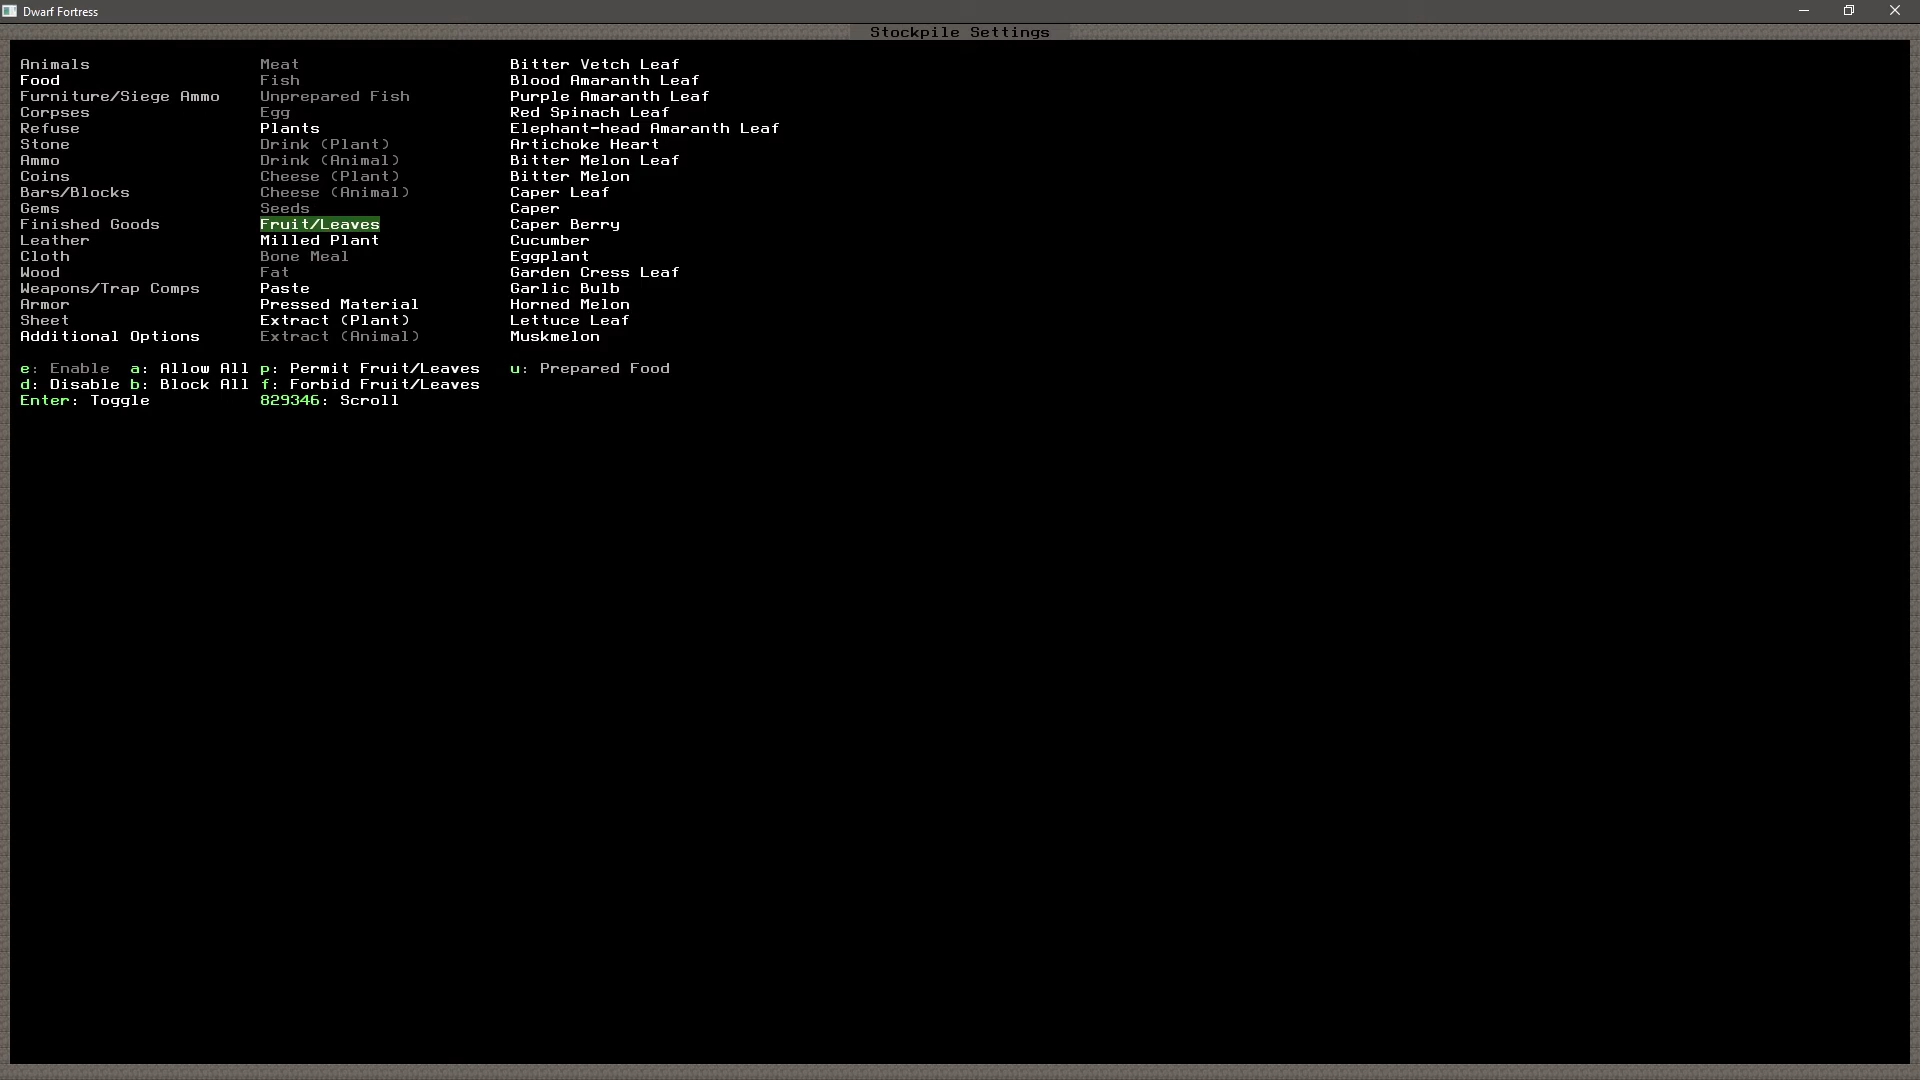 Dwarf Fortress
Stockpile Settings
Animals Meat Bitter Vetch Leaf
Food Fish Blood Amaranth Leaf
Furniture/Siege Ammo Unprepared Fish Purple Amaranth Leaf
Corpses Egg Red Spinach Leaf
Refuse Plants Elephant-head Amaranth Leaf
Stone Drink (Plant) Artichoke Heart
Ammo Drink (Animal) Bitter Melon Leaf
Coins Cheese (Plant) Bitter Melon
Bars/Blocks Cheese (Animal) Caper Leaf
Gems Seeds Caper
Finished Goods Fruit/Leaves Caper Berry
Leather Milled Plant Cucumber
Cloth Bone Meal Eggplant
Wood Fat Garden Cress Leaf
Weapons/Trap Comps Paste Garlic Bulb
Armor Pressed Material Horned Melon
Sheet Extract (Plant) Lettuce Leaf
Additional Options Extract (Animal) Muskmelon
e: Enable a: Allow All p: Permit Fruit/Leaves u: Prepared Food
d: Disable b: Block All f: Forbid Fruit/Leaves
Enter: Toggle 829346: Scroll